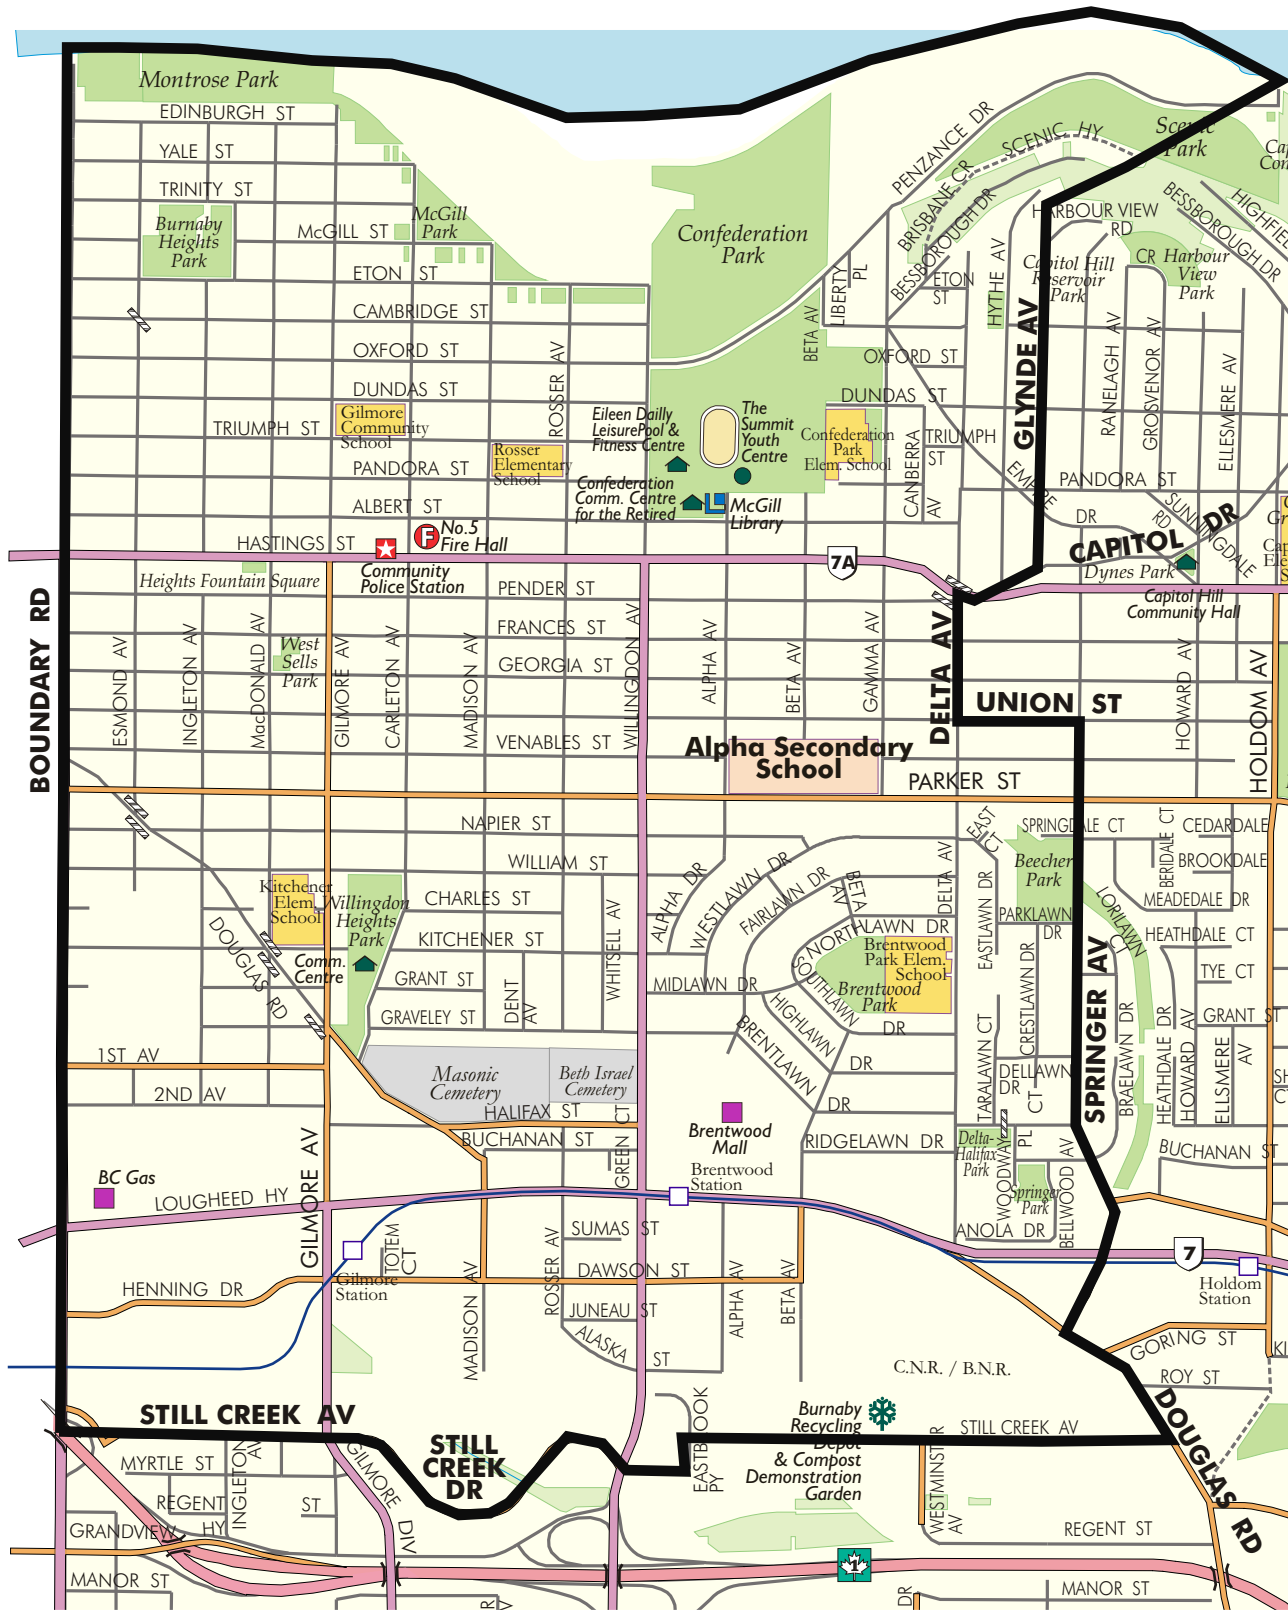 Montrose Park
EDINBURGH ST
YALE ST
TRINITY ST
Burnaby
Heights
Park
McGILL ST
McGill
Park
ETON ST
CAMBRIDGE ST
OXFORD ST
DUNDAS ST
Gilmore
Community
School
TRIUMPH ST
PANDORA ST
ALBERT ST
HASTINGS ST
ROSSER AV
Rosser
Elementary
School
No.5
Fire Hall
F
Community
Police Station
Confederation
Park
Eileen Dailly
LeisurePool &
Fitness Centre
The
Summit
Youth
Centre
Confederation
Comm. Centre
for the Retired
McGill
Library
Confederation
Park
Elem. School
BETA AV
LIBERTY PL
PENZANCE DR
BRISBANE CR
BESSBOROUGH DR
SCENIC HY
Scenic
Park
ETON
ST
HYTHE AV
OXFORD ST
DUNDAS ST
CANBERRA AV
TRIUMPH
ST
EMPIRE
DR
GLYNDE AV
HARBOUR VIEW
RD
Capitol Hill
Reservoir
Park
CR
Harbour
View
Park
BESSBOROUGH DR
HIGHFIE
RANELAGH AV
GROSVENOR AV
ELLESMERE AV
PANDORA ST
SUNNINGDALE
RD
CAPITOL DR
Dynes Park
Capitol Hill
Community Hall
7A
Heights Fountain Square
PENDER ST
FRANCES ST
GEORGIA ST
VENABLES ST
BOUNDARY RD
ESMOND AV
INGLETON AV
MacDONALD AV
West
Sells
Park
GILMORE AV
CARLETON AV
MADISON AV
WILLINGDON AV
ALPHA AV
BETA AV
GAMMA AV
DELTA AV
UNION ST
HOWARD AV
HOLDOM AV
Alpha Secondary
School
PARKER ST
NAPIER ST
WILLIAM ST
CHARLES ST
KITCHENER ST
GRANT ST
GRAVELEY ST
DENT
AV
WHITSELL AV
Kitchener
Elem.
School
Willingdon
Heights
Park
Comm.
Centre
DOUGLAS RD
1ST AV
2ND AV
Masonic
Cemetery
Beth Israel
Cemetery
HALIFAX ST
BUCHANAN ST
GREEN CT
ALPHA DR
WESTLAWN DR
FAIRLAWN DR
BETA
AV
NORTHLAWN DR
SOUTHLAWN
DR
MIDLAWN DR
HIGHLAWN
DR
BRENTLAWN
DR
RIDGELAWN DR
Brentwood
Park Elem.
School
Brentwood
Park
DELTA AV
EAST
CT
EASTLAWN DR
SPRINGDALE CT
Beecher
Park
PARKLAWN
DR
CRESTLAWN DR
TARALAWN CT
DELLAWN
DR
CT
Delta-
Halifax
Park
WOODWAY
PL
Springer
Park
BELLWOOD AV
ANOLA DR
SPRINGER AV
LORILAWN
CT
BRAELAWN DR
HEATHDALE DR
HOWARD AV
ELLSMERE
AV
BERIDALE CT
CEDARDALE
BROOKDALE
MEADEDALE DR
HEATHDALE CT
TYE CT
GRANT ST
BUCHANAN ST
Brentwood
Mall
Brentwood
Station
BC Gas
LOUGHEED HY
GILMORE AV
TOTEM
CT
Gilmore
Station
HENNING DR
MADISON AV
ROSSER AV
SUMAS ST
DAWSON ST
JUNEAU ST
ALASKA
ST
ALPHA AV
BETA AV
7
Holdom
Station
GORING ST
ROY ST
C.N.R. / B.N.R.
Burnaby
Recycling
Depot
& Compost
Demonstration
Garden
STILL CREEK AV
STILL CREEK AV
STILL
CREEK
DR
EASTBROOK
PY
WESTMINSTER
AV
DOUGLAS RD
MYRTLE ST
INGLETON
AV
REGENT
ST
GRANDVIEW HY
GILMORE DIV
MANOR ST
REGENT ST
MANOR ST
1
DR